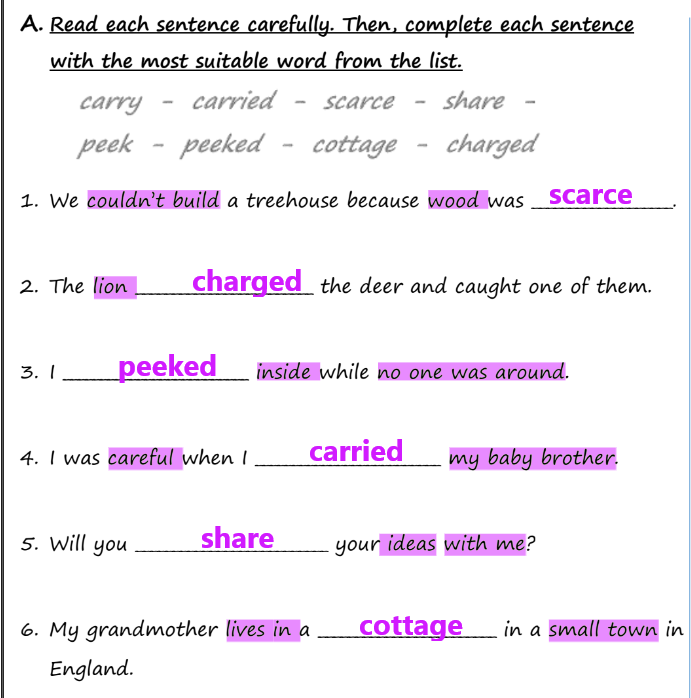 A. Read each sentence carefully. Then, complete each sentence
with the most suitable word from the list.
carry - carried - scarce - share -
peek - peeked - cottage - charged
1. We couldn't build a treehouse because wood was scarce.
2. The lion charged the deer and caught one of them.
3. I peeked inside while no one was around.
4. I was careful when I carried my baby brother.
5. Will you share your ideas with me?
6. My grandmother lives in a cottage in a small town in
England.